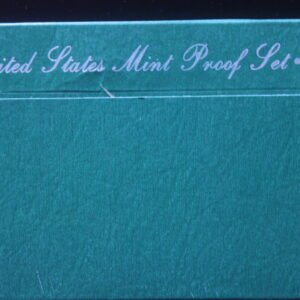 ited States Mint Proof Set